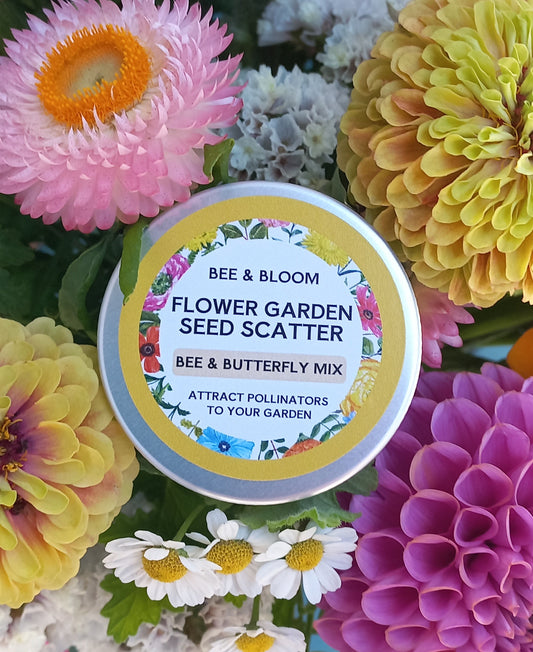 BEE & BLOOM
FLOWER GARDEN
SEED SCATTER
BEE & BUTTERFLY MIX
ATTRACT POLLINATORS
TO YOUR GARDEN